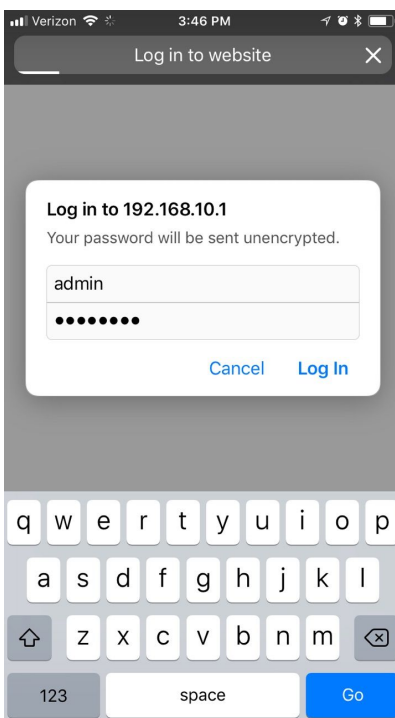 Verizon 3:46 PM
Log in to website
Log in to 192.168.10.1
Your password will be sent unencrypted.
admin
••••••••
Cancel Log In
q w e r t y u i o p
a s d f g h j k l
z x c v b n m
123 space Go